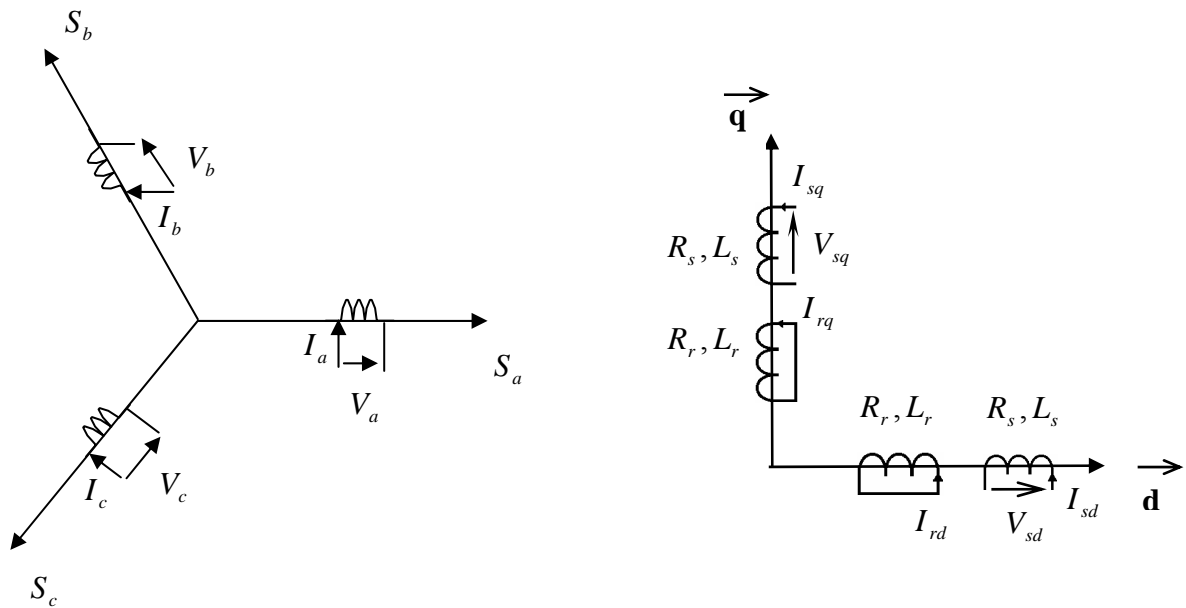 S_b
V_b
I_b
I_a
S_a
V_a
I_c
V_c
S_c
q
I_sq
R_s, L_s
V_sq
I_rq
R_r, L_r
R_r, L_r
R_s, L_s
I_rd
V_sd
I_sd
d